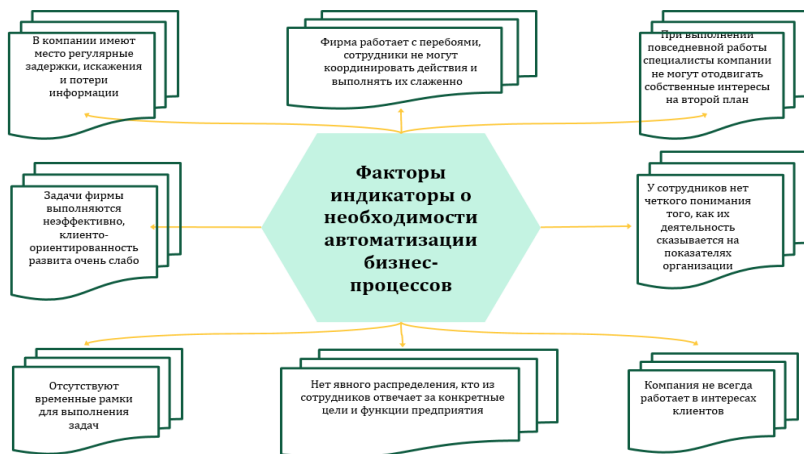 В компании имеют
место регулярные
задержки, искажения
и потери
информации
Фирма работает с перебоями,
сотрудники не могут
координировать действия и
выполнять их слаженно
При выполнении
повседневной работы
специалисты компании
не могут отодвигать
собственные интересы
на второй план
Задачи фирмы
выполняются
неэффективно,
клиенто-
ориентированность
развита очень слабо
Факторы
индикаторы о
необходимости
автоматизации
бизнес-
процессов
У сотрудников нет
четкого понимания
того, как их
деятельность
сказывается на
показателях
организации
Отсутствуют
временные рамки
для выполнения
задач
Нет явного распределения, кто из
сотрудников отвечает за конкретные
цели и функции предприятия
Компания не всегда
работает в интересах
клиентов